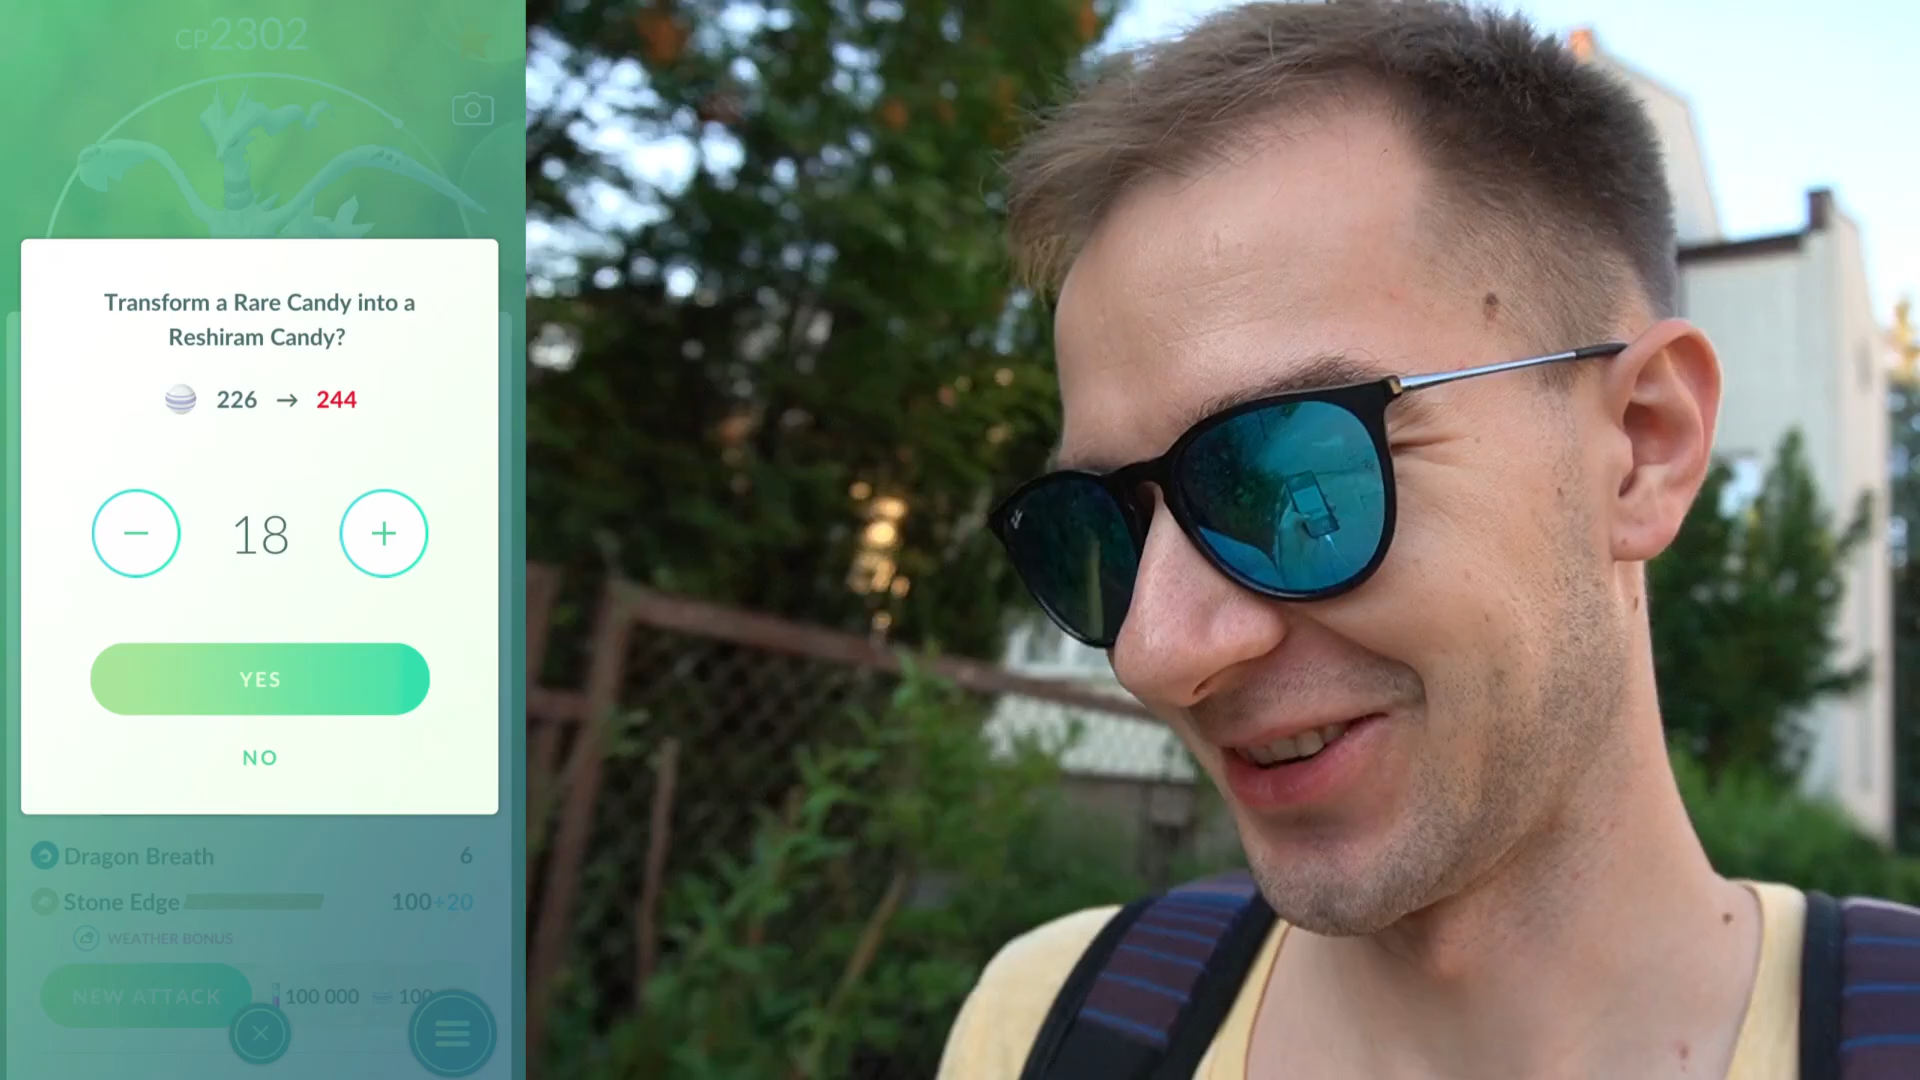 CP2302
Transform a Rare Candy into a
Reshiram Candy?
226 → 244
− 18 +
YES
NO
Dragon Breath 6
Stone Edge 100+20
WEATHER BONUS
NEW ATTACK 100 000 100